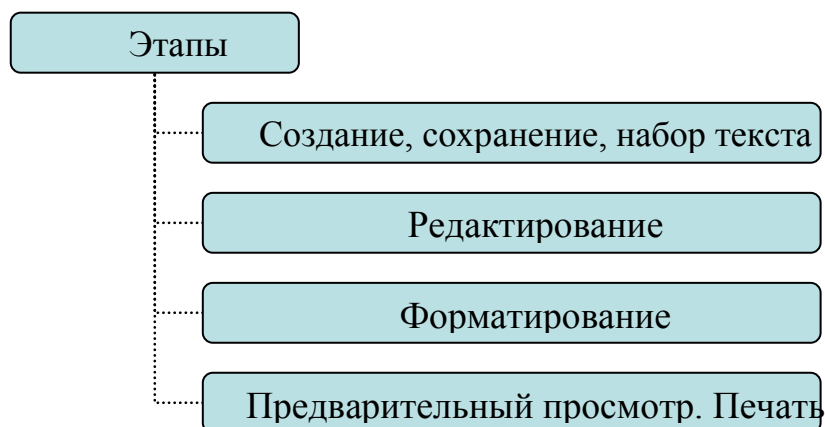 Этапы
Создание, сохранение, набор текста
Редактирование
Форматирование
Предварительный просмотр. Печать